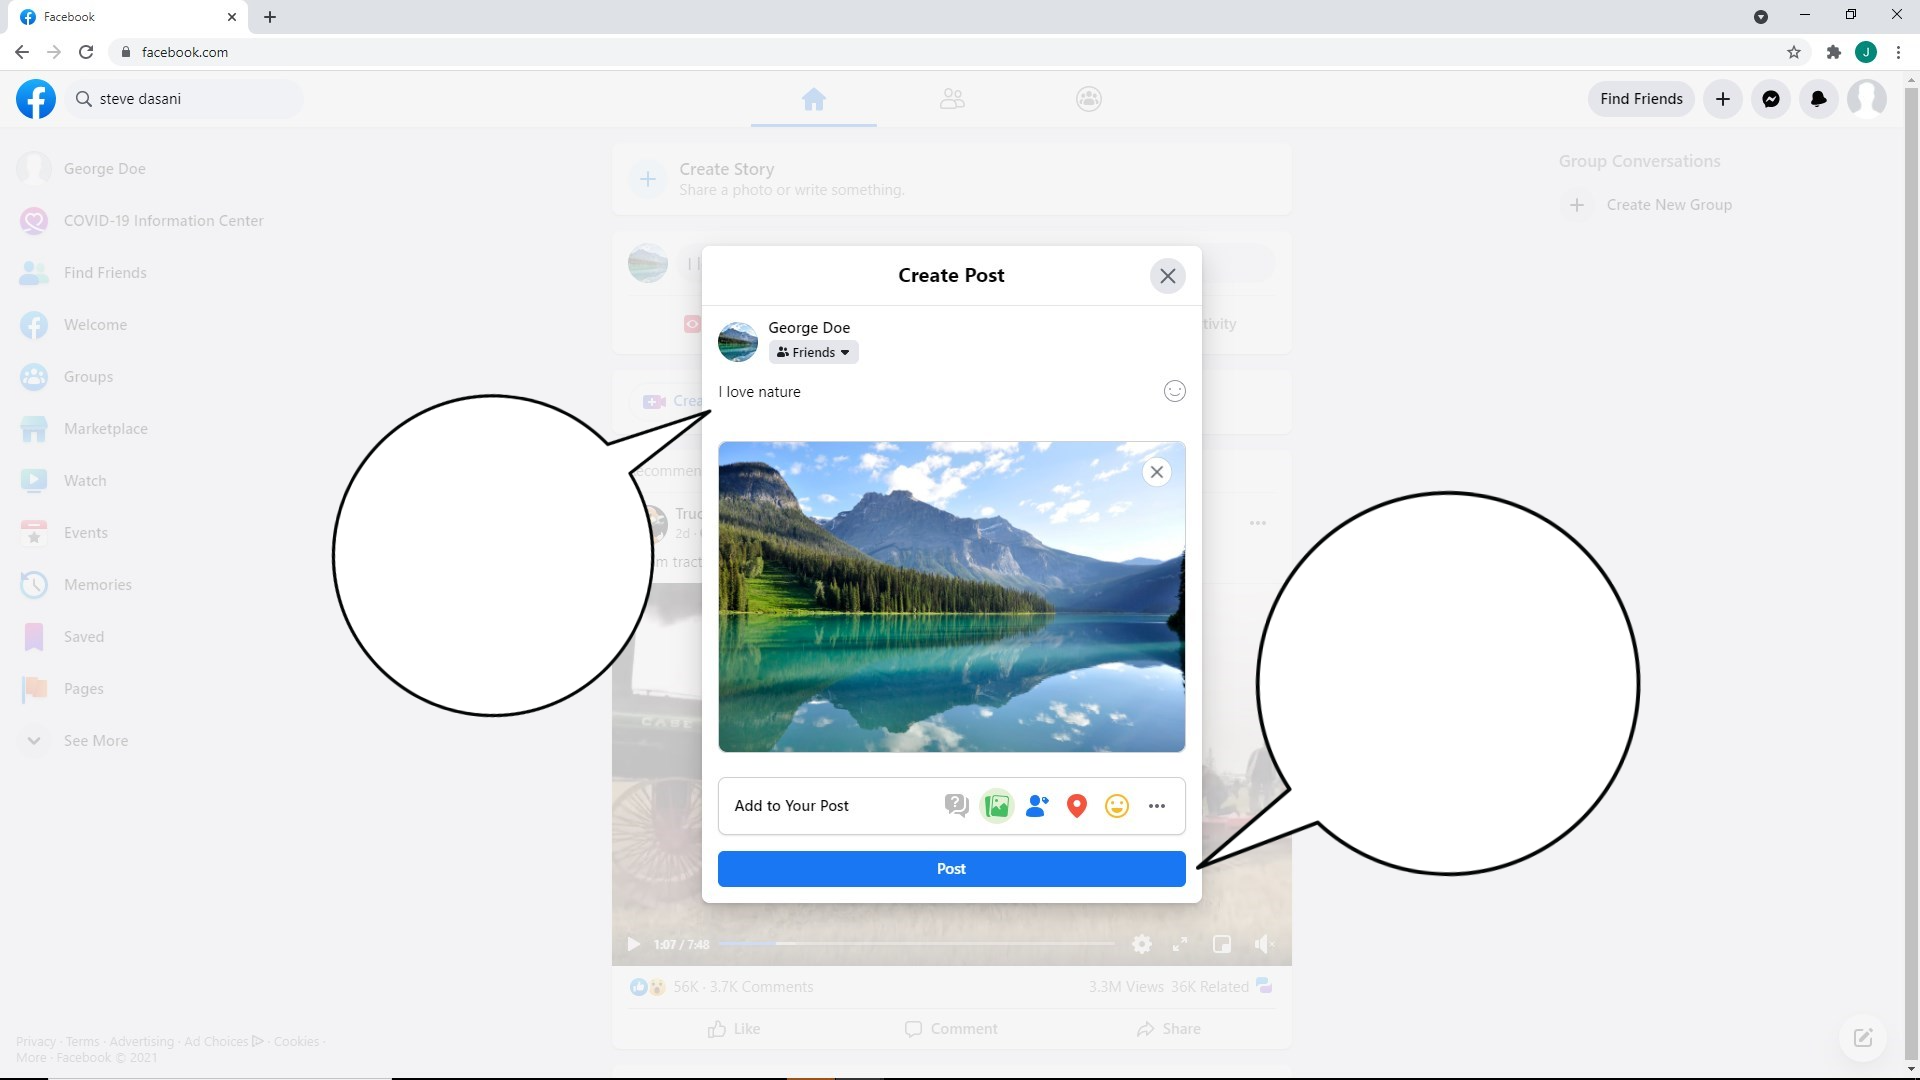 Facebook
facebook.com
steve dasani
Find Friends
J
George Doe
COVID-19 Information Center
Find Friends
Welcome
Groups
Marketplace
Watch
Events
Memories
Saved
Pages
See More
Privacy · Terms · Advertising · Ad Choices · Cookies ·
More · Facebook © 2021
Create Story
Share a photo or write something.
Create Post
George Doe
Friends
I love nature
Add to Your Post
Post
1:07 / 7:48
56K · 3.7K Comments
3.3M Views 36K Related
Like
Comment
Share
Group Conversations
Create New Group